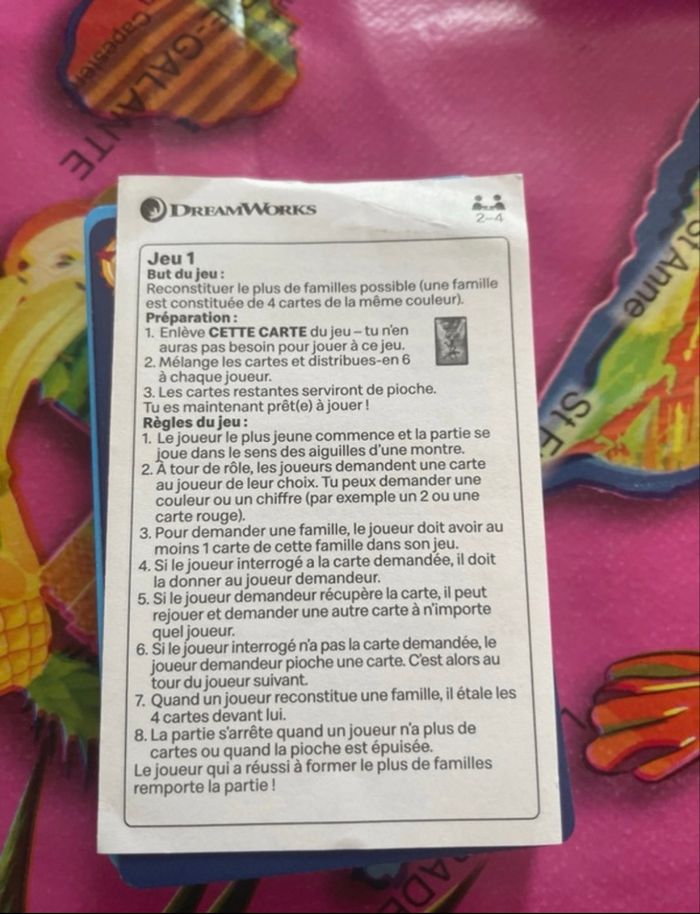 E-GALANTE
DREAMWORKS
2-4
Jeu 1
But du jeu :
Reconstituer le plus de familles possible (une famille
est constituée de 4 cartes de la même couleur).
Préparation :
1. Enlève CETTE CARTE du jeu – tu n'en
auras pas besoin pour jouer à ce jeu.
2. Mélange les cartes et distribues-en 6
à chaque joueur.
3. Les cartes restantes serviront de pioche.
Tu es maintenant prêt(e) à jouer !
Règles du jeu :
1. Le joueur le plus jeune commence et la partie se
joue dans le sens des aiguilles d'une montre.
2. À tour de rôle, les joueurs demandent une carte
au joueur de leur choix. Tu peux demander une
couleur ou un chiffre (par exemple un 2 ou une
carte rouge).
3. Pour demander une famille, le joueur doit avoir au
moins 1 carte de cette famille dans son jeu.
4. Si le joueur interrogé a la carte demandée, il doit
la donner au joueur demandeur.
5. Si le joueur demandeur récupère la carte, il peut
rejouer et demander une autre carte à n'importe
quel joueur.
6. Si le joueur interrogé n'a pas la carte demandée, le
joueur demandeur pioche une carte. C'est alors au
tour du joueur suivant.
7. Quand un joueur reconstitue une famille, il étale les
4 cartes devant lui.
8. La partie s'arrête quand un joueur n'a plus de
cartes ou quand la pioche est épuisée.
Le joueur qui a réussi à former le plus de familles
remporte la partie !
St Anne
St F